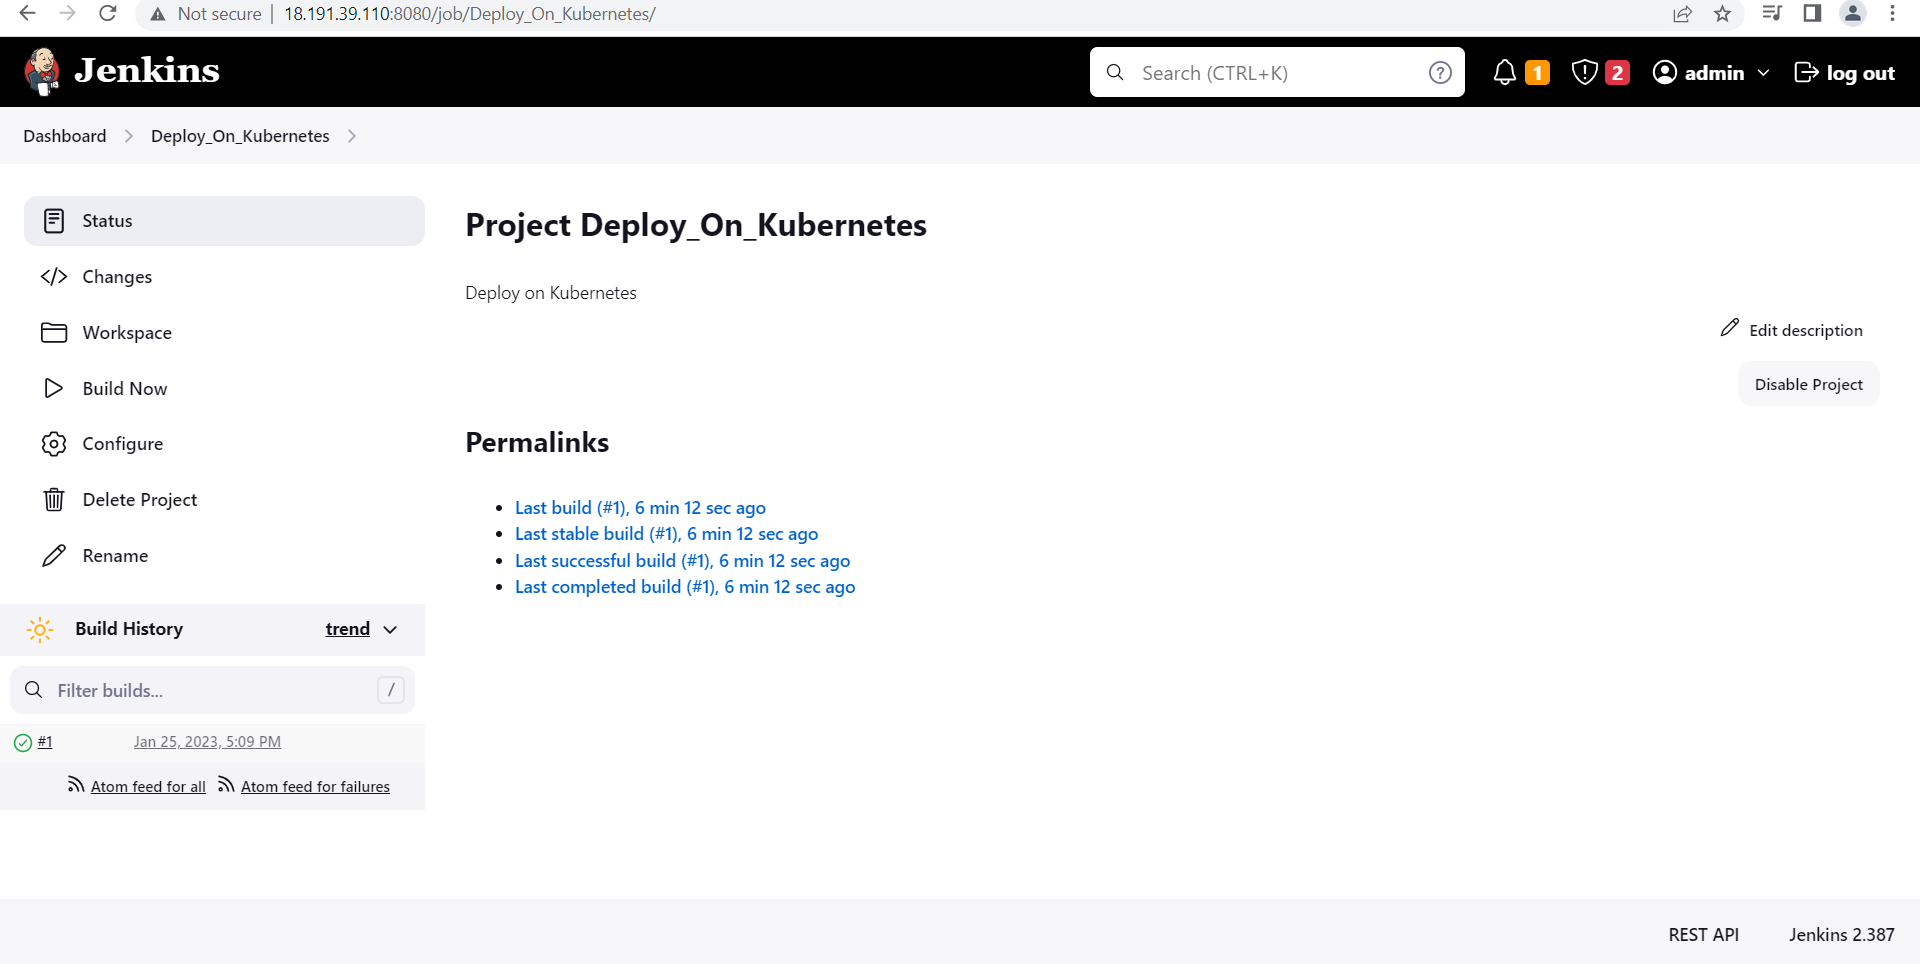 Not secure | 18.191.39.110:8080/job/Deploy_On_Kubernetes/
Jenkins
Search (CTRL+K)
?
1
2
admin
log out
Dashboard
Deploy_On_Kubernetes
Status
Changes
Workspace
Build Now
Configure
Delete Project
Rename
Build History
trend
Filter builds...
/
#1
Jan 25, 2023, 5:09 PM
Atom feed for all
Atom feed for failures
Project Deploy_On_Kubernetes
Deploy on Kubernetes
Edit description
Disable Project
Permalinks
Last build (#1), 6 min 12 sec ago
Last stable build (#1), 6 min 12 sec ago
Last successful build (#1), 6 min 12 sec ago
Last completed build (#1), 6 min 12 sec ago
REST API
Jenkins 2.387